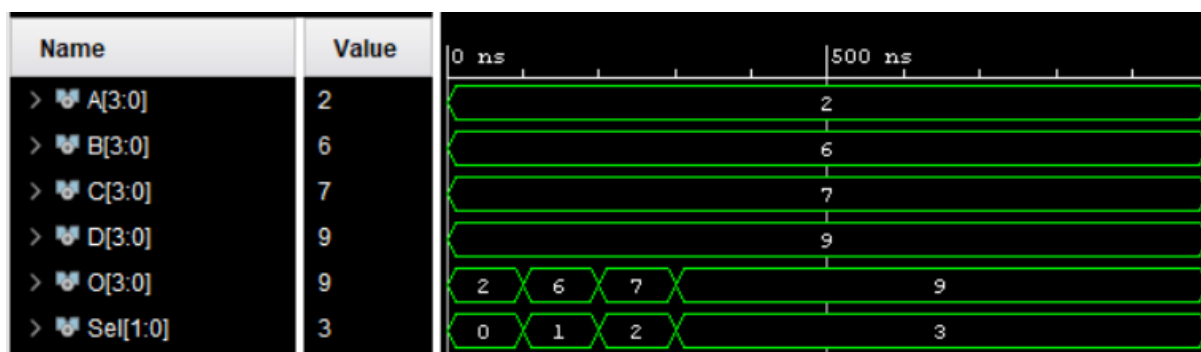 Name Value 0 ns 500 ns
A[3:0] 2 2
B[3:0] 6 6
C[3:0] 7 7
D[3:0] 9 9
O[3:0] 9 2 6 7 9
Sel[1:0] 3 0 1 2 3